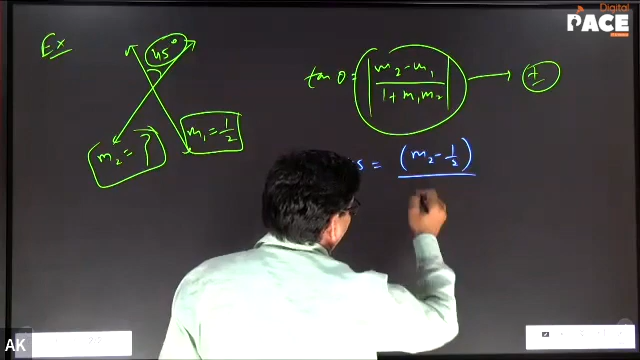 Digital
PACE
Ex
45°
m₂ = ?
m₁ = 1/2
tan θ = | (m₂ - m₁) / (1 + m₁m₂) | → ±
s = (m₂ - 1/2)
AK